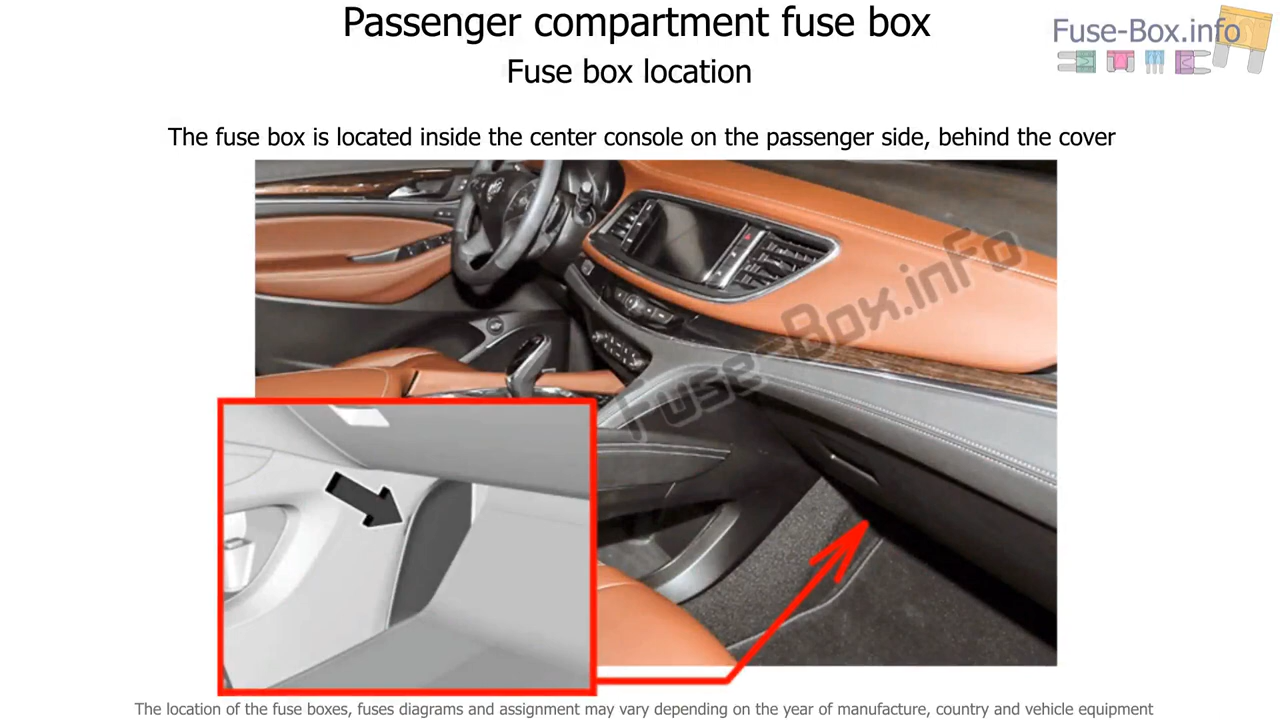 Passenger compartment fuse box
Fuse-Box.info
Fuse box location
The fuse box is located inside the center console on the passenger side, behind the cover
Fuse-Box.inFo
The location of the fuse boxes, fuses diagrams and assignment may vary depending on the year of manufacture, country and vehicle equipment